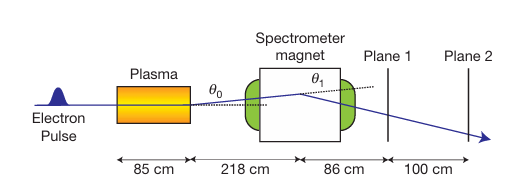 Spectrometer
magnet
Plane 1
Plane 2
Plasma
θ0
θ1
Electron
Pulse
85 cm
218 cm
86 cm
100 cm